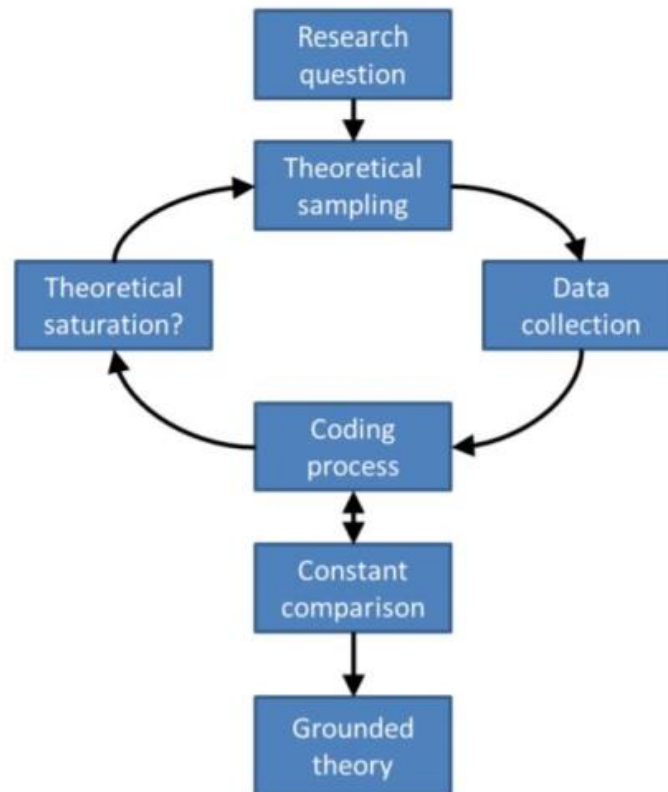 Research
question
Theoretical
sampling
Theoretical
saturation?
Data
collection
Coding
process
Constant
comparison
Grounded
theory